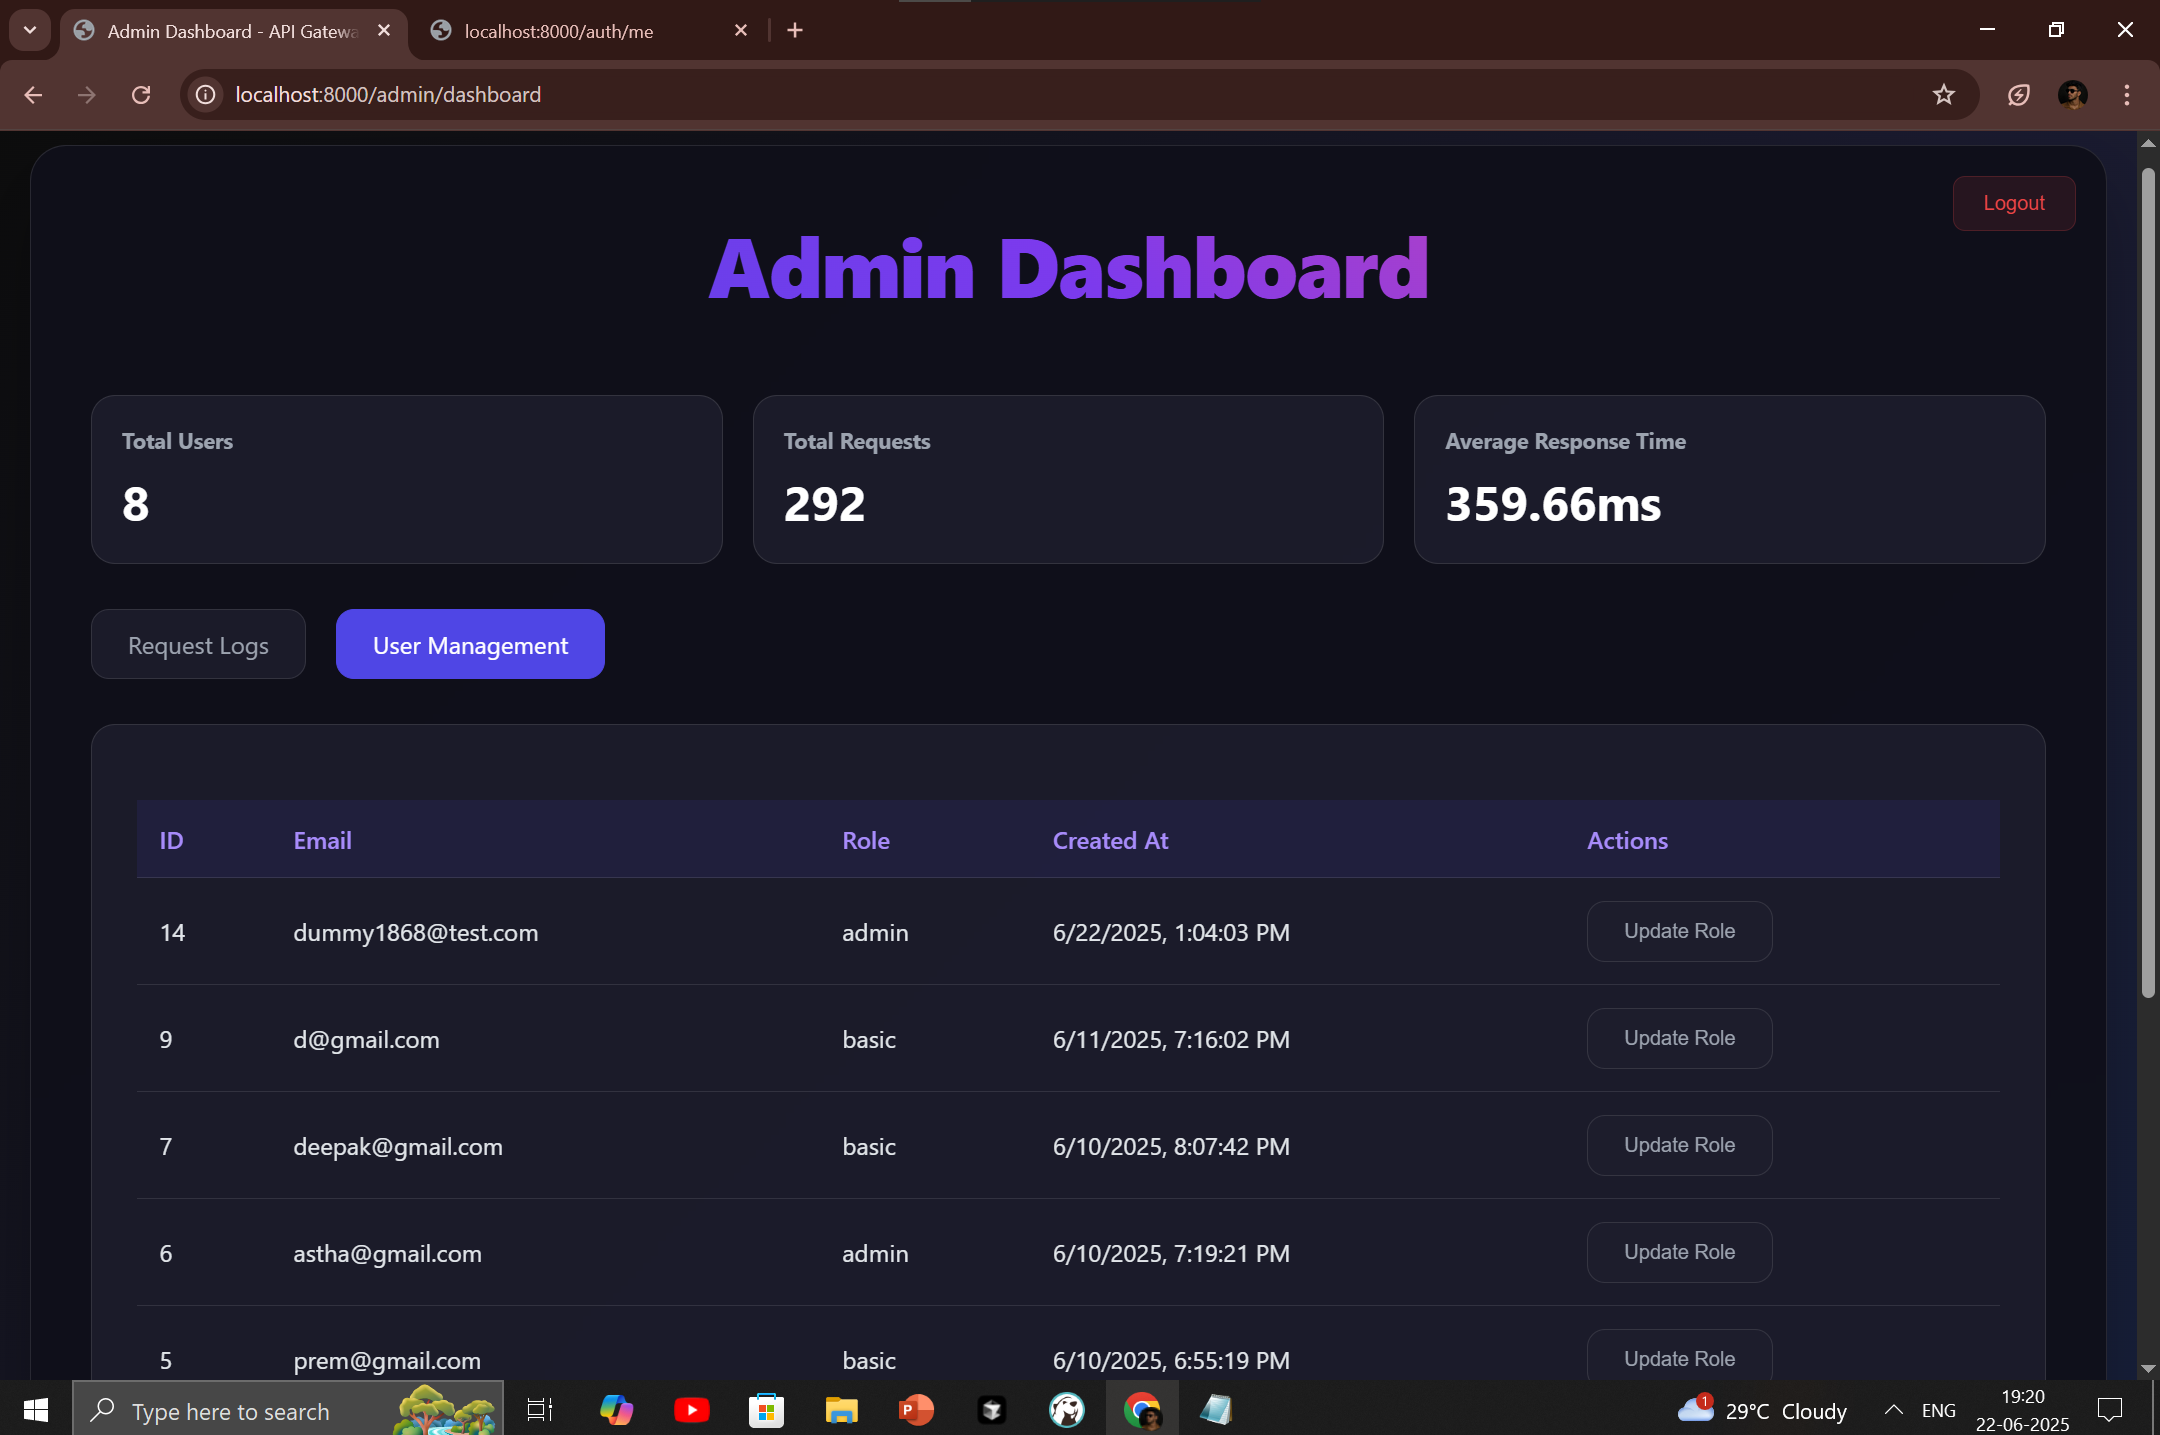 Admin Dashboard - API Gatewa
localhost:8000/auth/me
localhost:8000/admin/dashboard
Logout
Admin Dashboard
Total Users
8
Total Requests
292
Average Response Time
359.66ms
Request Logs
User Management
ID Email Role Created At Actions
14 dummy1868@test.com admin 6/22/2025, 1:04:03 PM Update Role
9 d@gmail.com basic 6/11/2025, 7:16:02 PM Update Role
7 deepak@gmail.com basic 6/10/2025, 8:07:42 PM Update Role
6 astha@gmail.com admin 6/10/2025, 7:19:21 PM Update Role
5 prem@gmail.com basic 6/10/2025, 6:55:19 PM Update Role
Type here to search
P
1
29°C Cloudy
ENG
19:20
22-06-2025